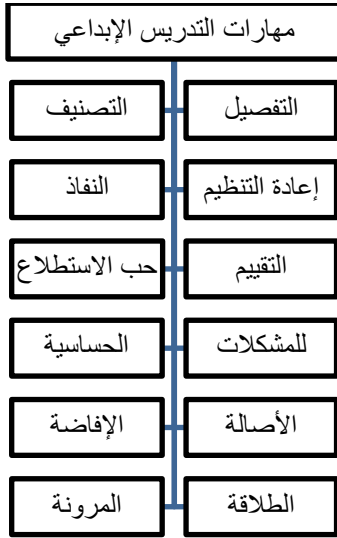 مهارات التدريس الإبداعي
التفصيل
التصنيف
إعادة التنظيم
النفاذ
التقييم
حب الاستطلاع
للمشكلات
الحساسية
الأصالة
الإفاضة
الطلاقة
المرونة